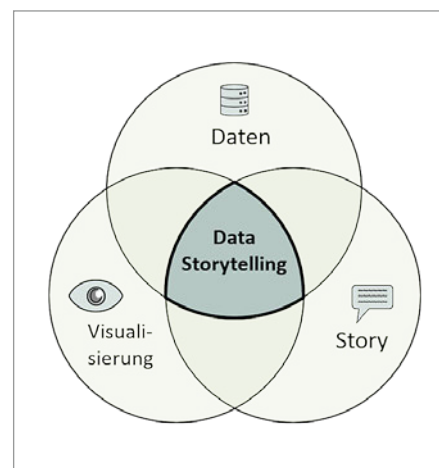 Daten
Data
Storytelling
Visuali-
sierung
Story